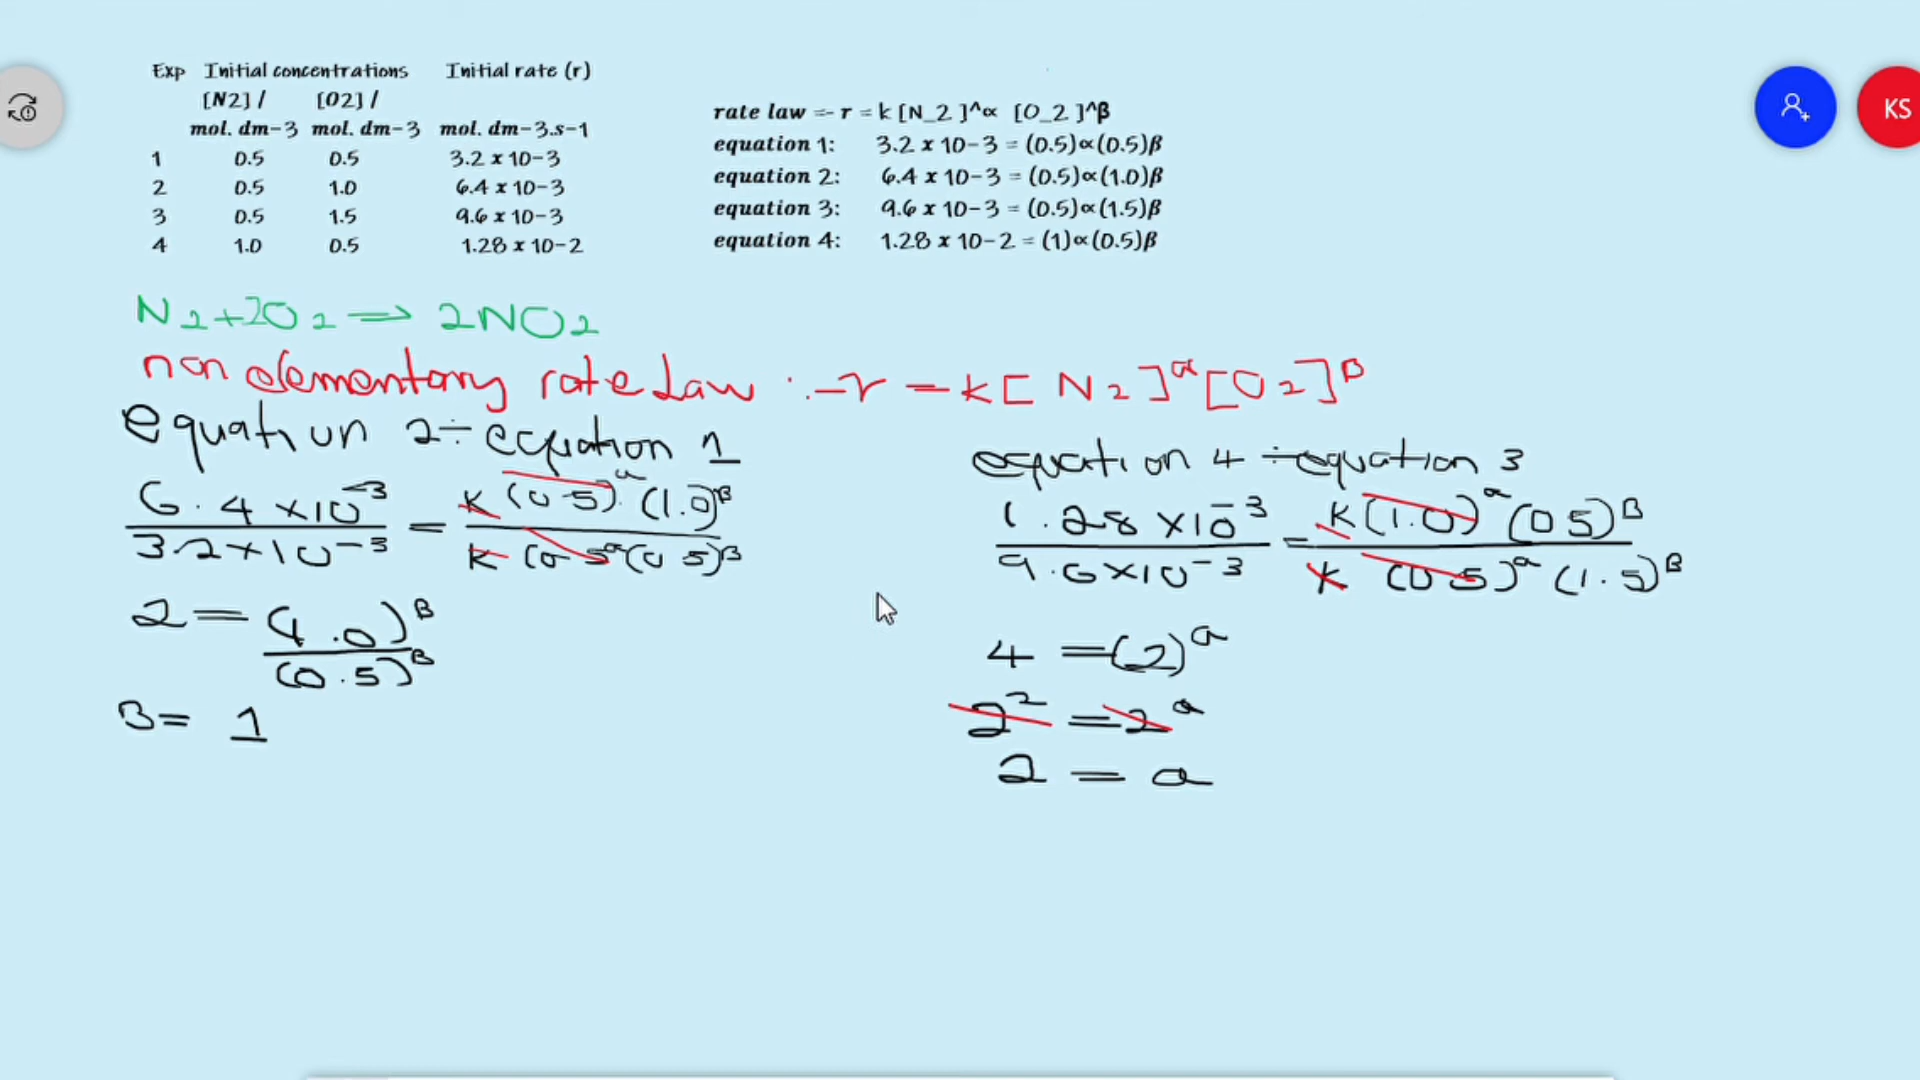 Exp Initial concentrations Initial rate (r)
[N2] / [O2] /
mol. dm-3 mol. dm-3 mol. dm-3.s-1
1 0.5 0.5 3.2 x 10-3
2 0.5 1.0 6.4 x 10-3
3 0.5 1.5 9.6 x 10-3
4 1.0 0.5 1.28 x 10-2
rate law = - r = k [N_2 ]^∝ [O_2 ]^β
equation 1: 3.2 x 10-3 = (0.5)∝(0.5)β
equation 2: 6.4 x 10-3 = (0.5)∝(1.0)β
equation 3: 9.6 x 10-3 = (0.5)∝(1.5)β
equation 4: 1.28 x 10-2 = (1)∝(0.5)β
KS
N2+2O2 ⇒ 2NO2
non elementary rate Law : -r = k[N2]^a[O2]^B
equation 2 ÷ equation 1
6.4 x10^-3 = k (0.5)^a (1.0)^B
3.2 x10^-3 k (0.5)^a (0.5)^B
2 = (1.0)^B
(0.5)^B
B = 1
equation 4 ÷ equation 3
1.28 x10^-3 = k (1.0)^a (0.5)^B
9.6 x10^-3 k (0.5)^a (1.5)^B
4 = (2)^a
2^2 = 2^a
2 = a